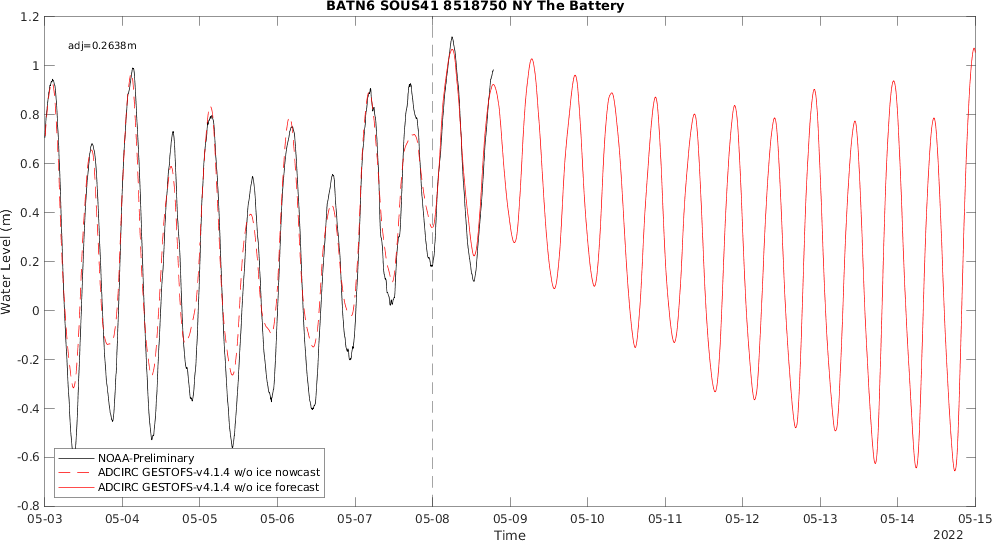 BATN6 SOUS41 8518750 NY The Battery
adj=0.2638m
Water Level (m)
1.2
1
0.8
0.6
0.4
0.2
0
-0.2
-0.4
-0.6
-0.8
NOAA-Preliminary
ADCIRC GESTOFS-v4.1.4 w/o ice nowcast
ADCIRC GESTOFS-v4.1.4 w/o ice forecast
05-03 05-04 05-05 05-06 05-07 05-08 05-09 05-10 05-11 05-12 05-13 05-14 05-15
Time
2022